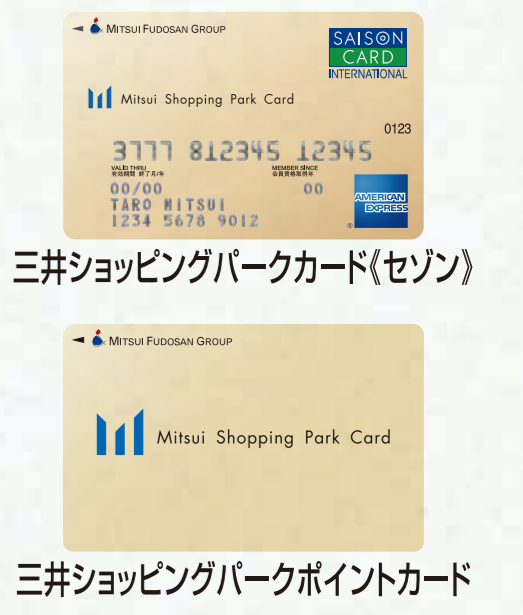 ◄ MITSUI FUDOSAN GROUP
SAISON
CARD
INTERNATIONAL
Mitsui Shopping Park Card
0123
3777 812345 12345
VALID THRU MEMBER SINCE
有効期限 終了月/年 会員資格取得年
00/00 00
TARO MITSUI
1234 5678 9012
AMERICAN
EXPRESS
®
三井ショッピングパークカード《セゾン》
◄ MITSUI FUDOSAN GROUP
Mitsui Shopping Park Card
三井ショッピングパークポイントカード